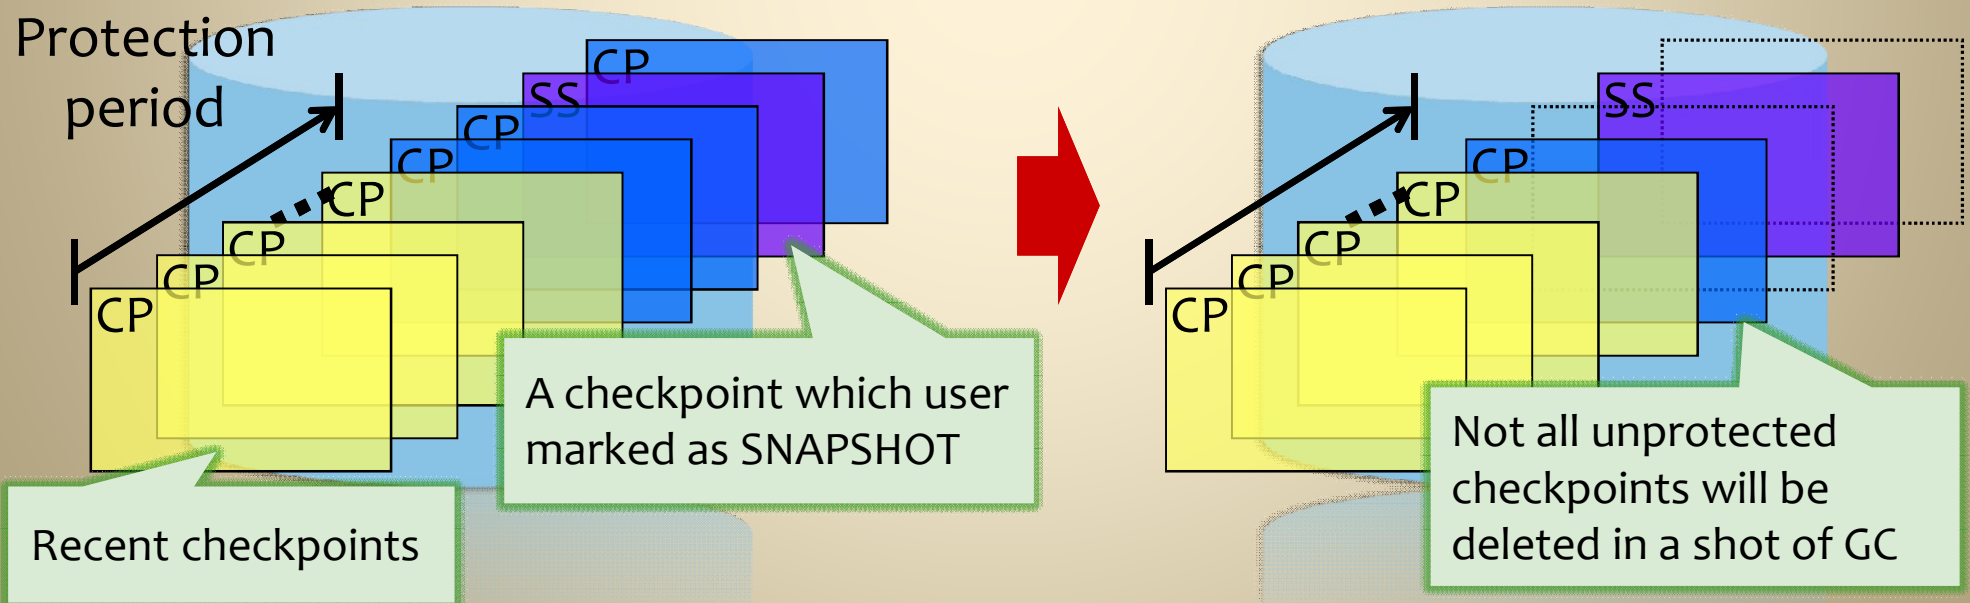 Protection
period
CP
SS
CP
CP
CP
CP
CP
CP
A checkpoint which user
marked as SNAPSHOT
Recent checkpoints
SS
CP
CP
CP
CP
CP
Not all unprotected
checkpoints will be
deleted in a shot of GC